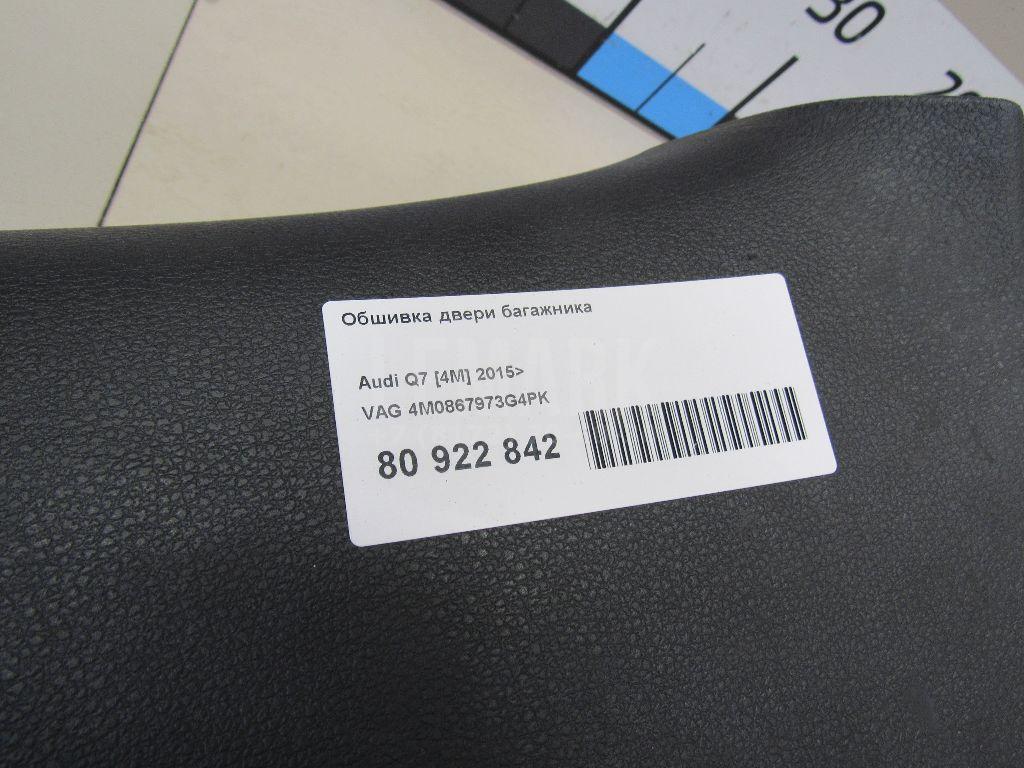 30
Обшивка двери багажника
Audi Q7 [4M] 2015>
VAG 4M0867973G4PK
80 922 842